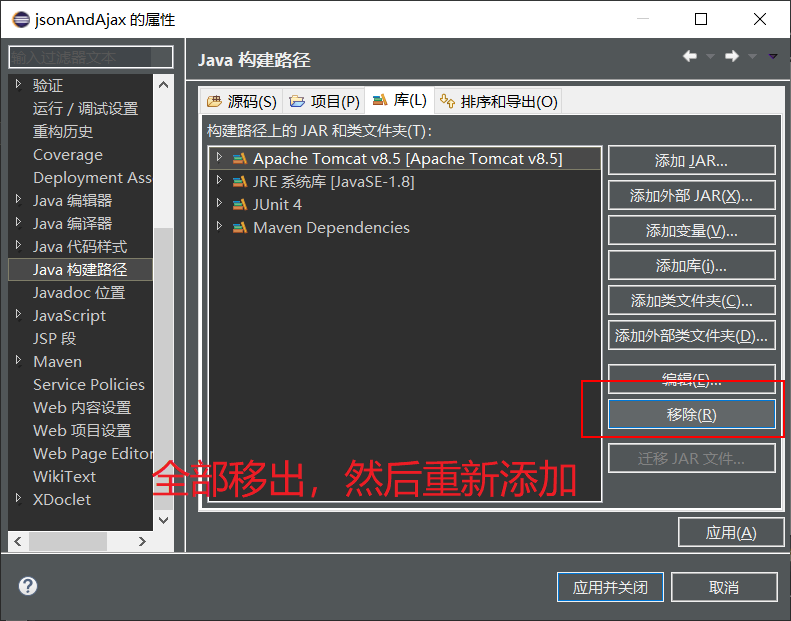 jsonAndAjax 的属性
输入过滤器文本
验证
运行 / 调试设置
重构历史
Coverage
Deployment Ass
Java 编辑器
Java 编译器
Java 代码样式
Java 构建路径
Javadoc 位置
JavaScript
JSP 段
Maven
Service Policies
Web 内容设置
Web 项目设置
Web Page Editor
WikiText
XDoclet
Java 构建路径
源码(S)
项目(P)
库(L)
排序和导出(O)
构建路径上的 JAR 和类文件夹(T):
Apache Tomcat v8.5 [Apache Tomcat v8.5]
JRE 系统库 [JavaSE-1.8]
JUnit 4
Maven Dependencies
添加 JAR...
添加外部 JAR(X)...
添加变量(V)...
添加库(i)...
添加类文件夹(C)...
添加外部类文件夹(D)...
编辑(E)...
移除(R)
迁移 JAR 文件...
全部移出，然后重新添加
应用(A)
应用并关闭
取消